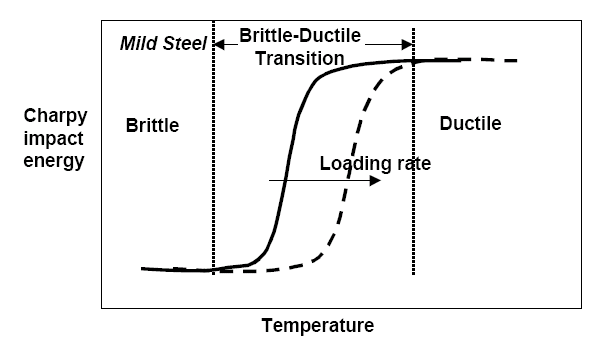 Mild Steel
Brittle-Ductile
Transition
Charpy
impact
energy
Brittle
Ductile
Loading rate
Temperature